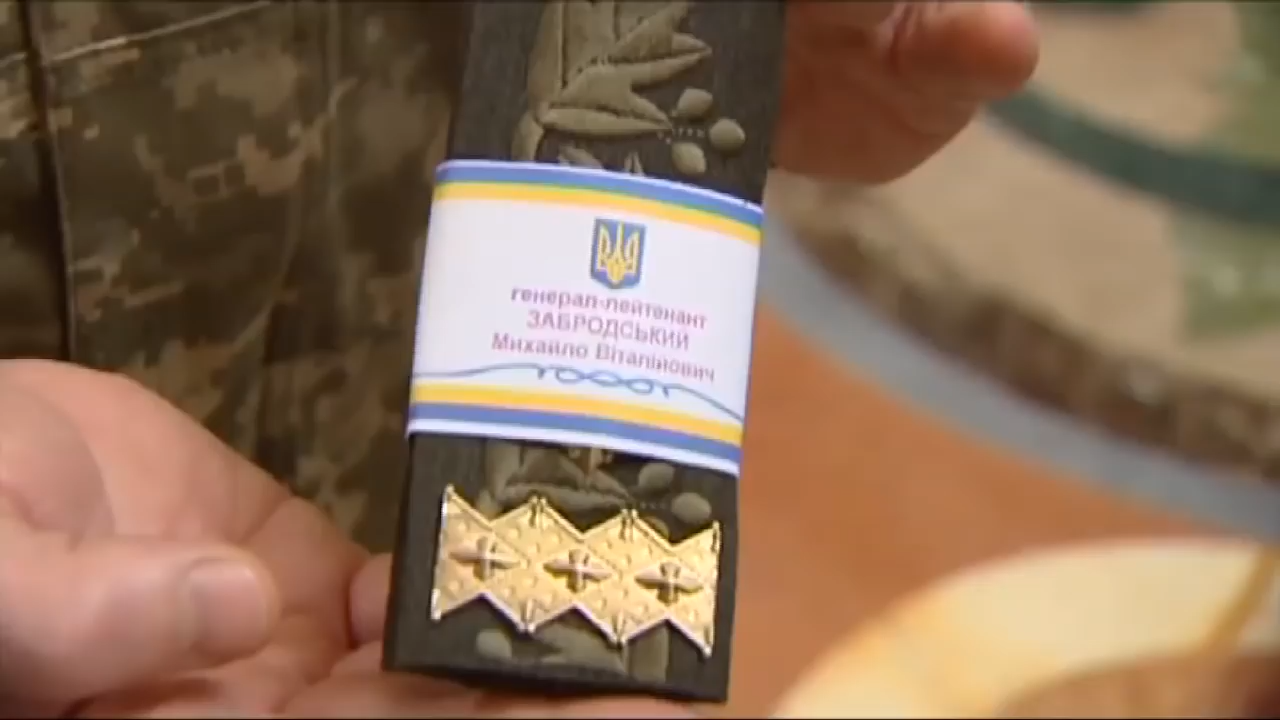 генерал-лейтенант
ЗАБРОДСЬКИЙ
Михайло Віталійович